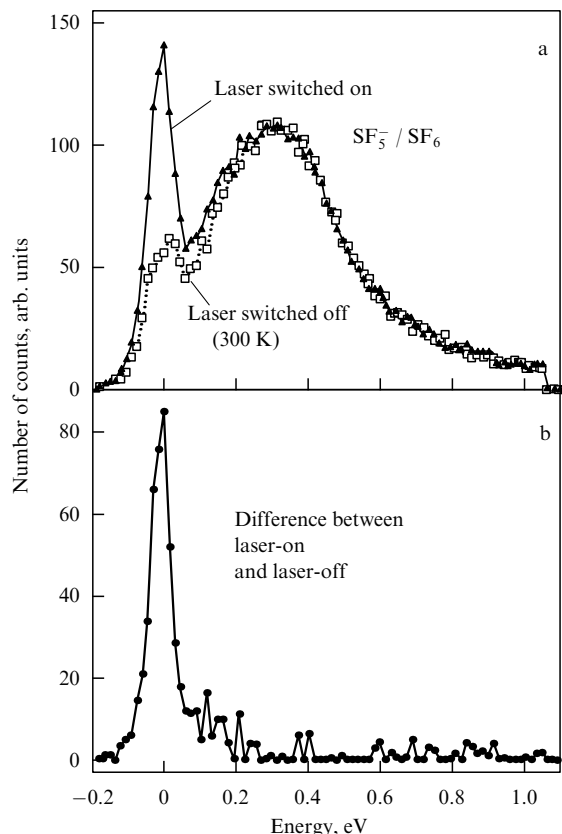 150
a
Laser switched on
SF₅⁻ / SF₆
100
50
Laser switched off
(300 K)
0
Number of counts, arb. units
b
80
Difference between
laser-on
and laser-off
60
40
20
0
−0.2 0 0.2 0.4 0.6 0.8 1.0
Energy, eV